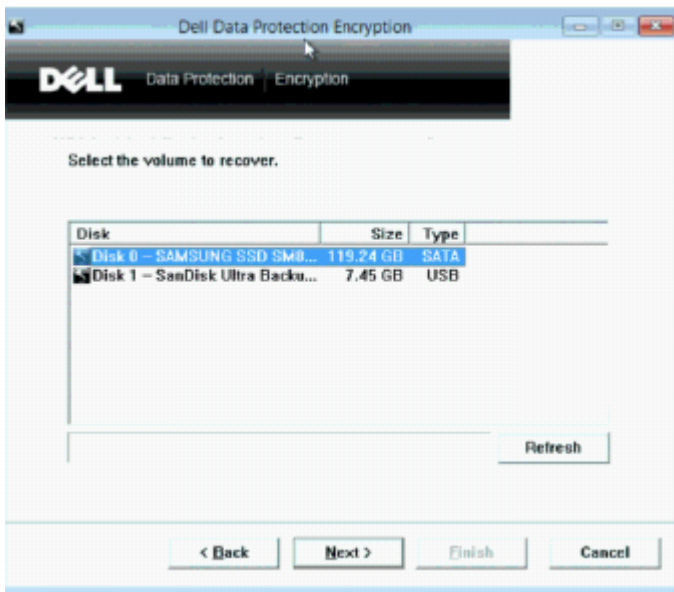 Dell Data Protection Encryption
DELL Data Protection | Encryption
Select the volume to recover.
Disk Size Type
Disk 0 – SAMSUNG SSD SM8... 119.24 GB SATA
Disk 1 – SanDisk Ultra Backu... 7.45 GB USB
Refresh
< Back Next > Finish Cancel